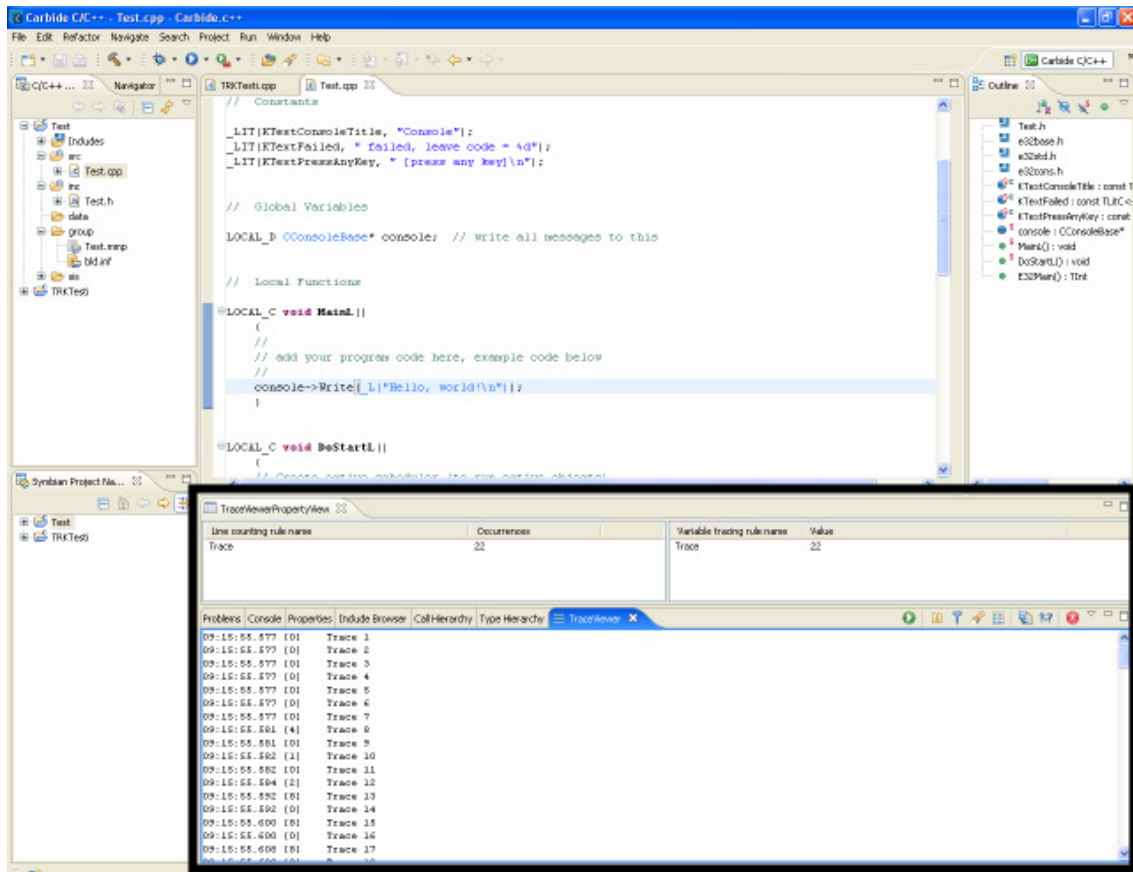 Carbide C/C++ - Test.cpp - Carbide.c++
File Edit Refactor Navigate Search Project Run Window Help
Carbide C/C++
C/C++ ...
Navigator
Test
Includes
src
Test.cpp
inc
Test.h
data
group
Test.mmp
bld.inf
sis
TRKTesti
TRKTesti.cpp
Test.cpp
// Constants
_LIT(KTextConsoleTitle, "Console");
_LIT(KTextFailed, " failed, leave code = %d");
_LIT(KTextPressAnyKey, " [press any key]\n");
// Global Variables
LOCAL_D CConsoleBase* console; // write all messages to this
// Local Functions
LOCAL_C void MainL()
{
//
// add your program code here, example code below
//
console->Write(_L("Hello, world!\n"));
}
LOCAL_C void DoStartL()
{
// Create active scheduler (to run active objects)
Outline
Test.h
e32base.h
e32std.h
e32cons.h
KTextConsoleTitle : const T
KTextFailed : const TLitC<
KTextPressAnyKey : const
console : CConsoleBase*
MainL() : void
DoStartL() : void
E32Main() : TInt
Symbian Project Na...
Test
TRKTesti
TraceViewerPropertyView
Line counting rule name Occurrences
Trace 22
Variable tracing rule name Value
Trace 22
Problems Console Properties Include Browser Call Hierarchy Type Hierarchy TraceViewer
09:15:55.577 [0] Trace 1
09:15:55.577 [0] Trace 2
09:15:55.577 [0] Trace 3
09:15:55.577 [0] Trace 4
09:15:55.577 [0] Trace 5
09:15:55.577 [0] Trace 6
09:15:55.577 [0] Trace 7
09:15:55.581 [4] Trace 8
09:15:55.581 [0] Trace 9
09:15:55.582 [1] Trace 10
09:15:55.582 [0] Trace 11
09:15:55.584 [2] Trace 12
09:15:55.592 [8] Trace 13
09:15:55.592 [0] Trace 14
09:15:55.600 [8] Trace 15
09:15:55.600 [0] Trace 16
09:15:55.608 [8] Trace 17